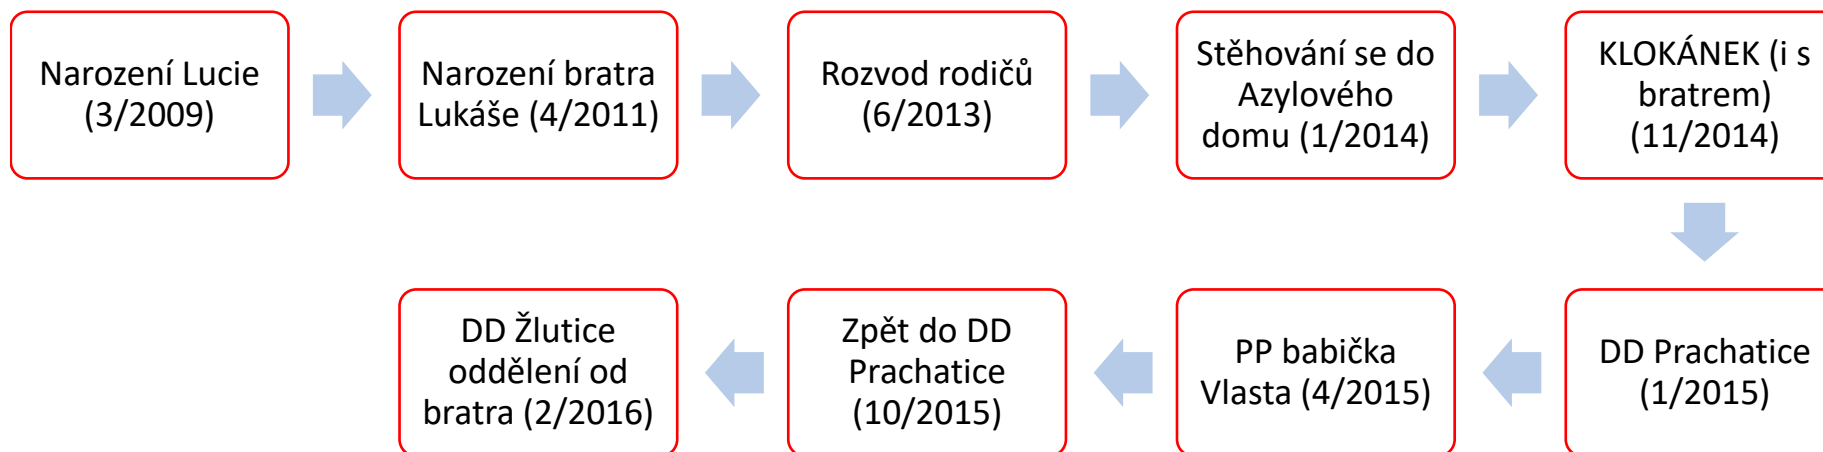 Narození Lucie
(3/2009)
Narození bratra
Lukáše (4/2011)
Rozvod rodičů
(6/2013)
Stěhování se do
Azylového
domu (1/2014)
KLOKÁNEK (i s
bratrem)
(11/2014)
DD Prachatice
(1/2015)
PP babička
Vlasta (4/2015)
Zpět do DD
Prachatice
(10/2015)
DD Žlutice
oddělení od
bratra (2/2016)